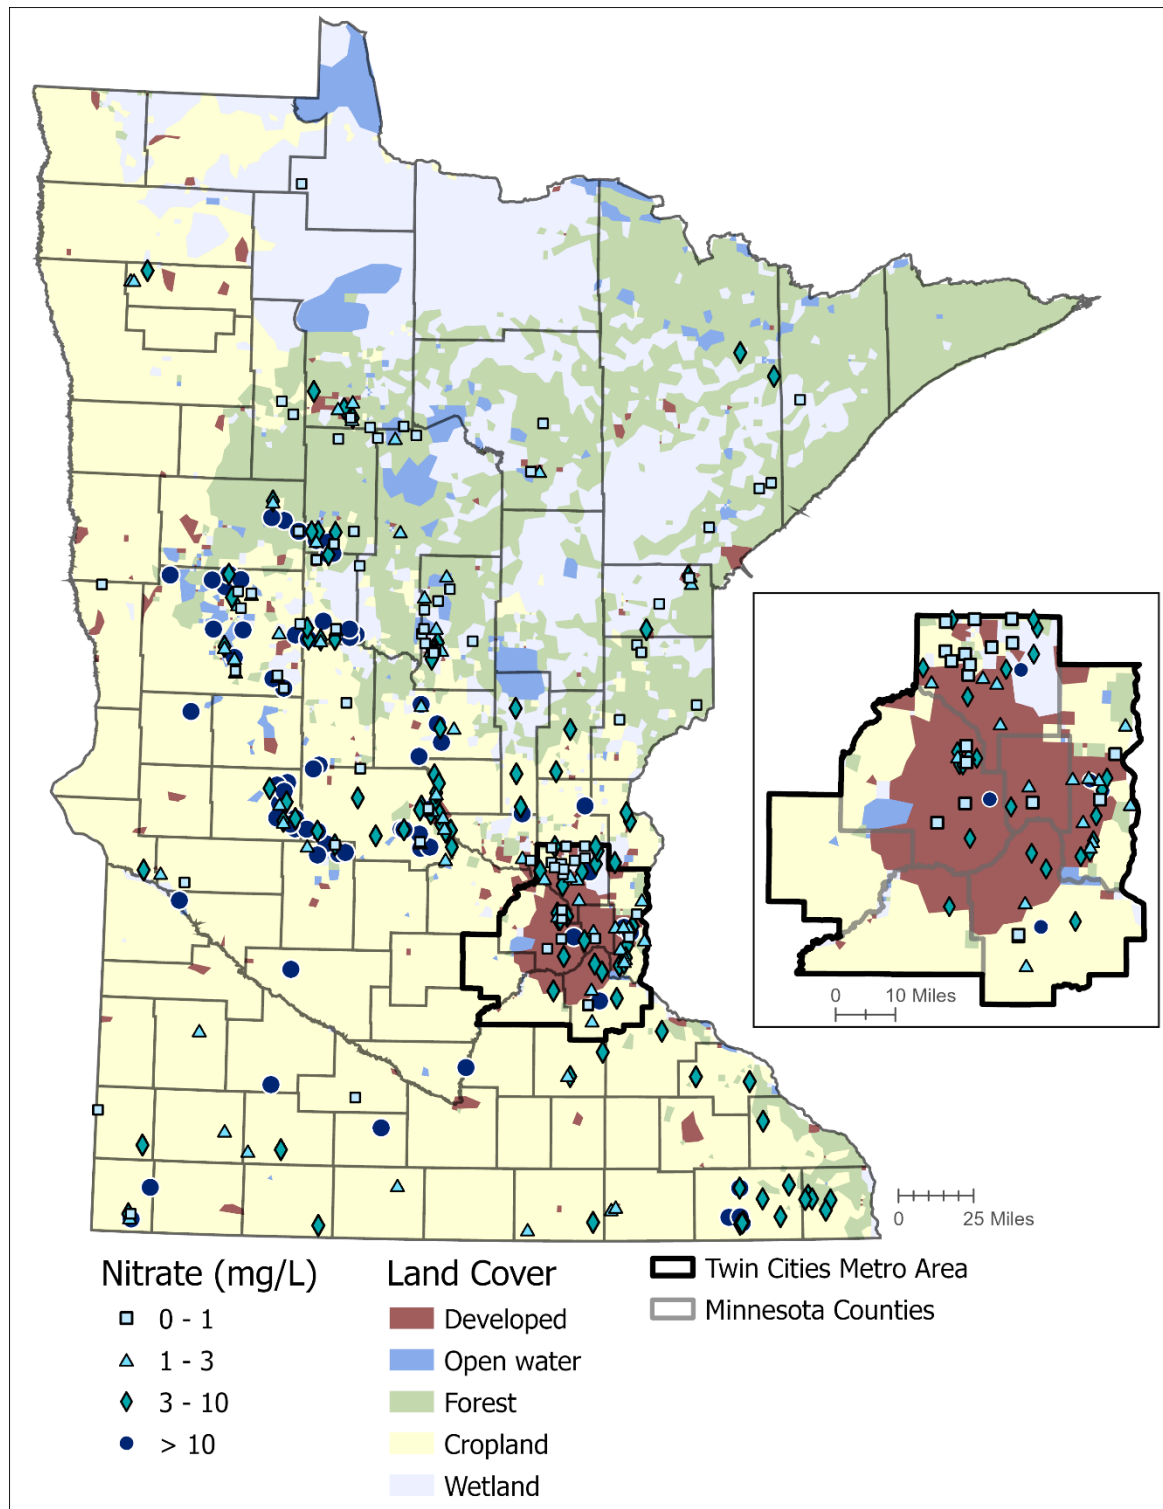 0 10 Miles
0 25 Miles
Nitrate (mg/L)
0 - 1
1 - 3
3 - 10
> 10
Land Cover
Developed
Open water
Forest
Cropland
Wetland
Twin Cities Metro Area
Minnesota Counties